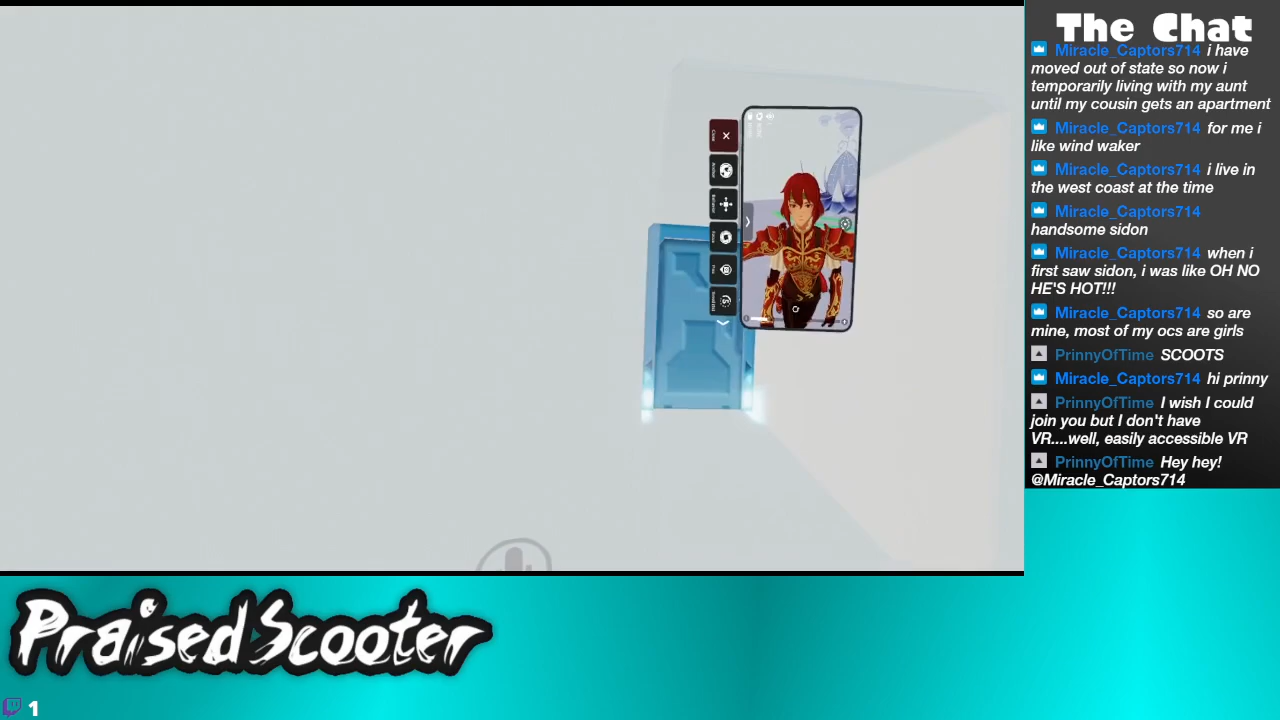 The Chat
Miracle_Captors714 i have
moved out of state so now i
temporarily living with my aunt
until my cousin gets an apartment
Miracle_Captors714 for me i
like wind waker
Miracle_Captors714 i live in
the west coast at the time
Miracle_Captors714
handsome sidon
Miracle_Captors714 when i
first saw sidon, i was like OH NO
HE'S HOT!!!
Miracle_Captors714 so are
mine, most of my ocs are girls
PrinnyOfTime SCOOTS
Miracle_Captors714 hi prinny
PrinnyOfTime I wish I could
join you but I don't have
VR....well, easily accessible VR
PrinnyOfTime Hey hey!
@Miracle_Captors714
Close
PraisedScooter
1